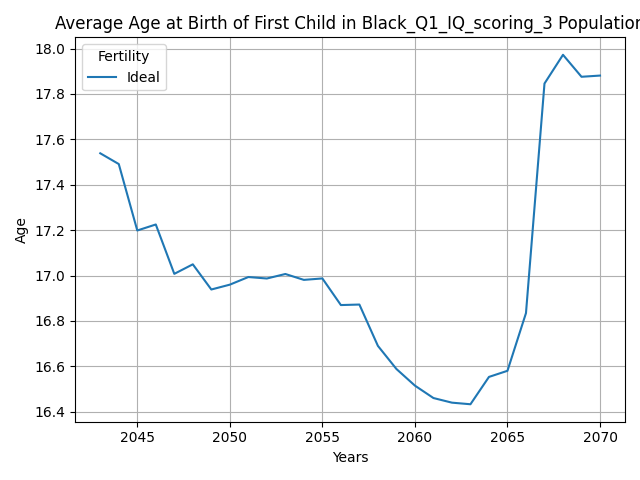 Average Age at Birth of First Child in Black_Q1_IQ_scoring_3 Population
Fertility
Ideal
18.0
17.8
17.6
17.4
17.2
17.0
16.8
16.6
16.4
Age
2045 2050 2055 2060 2065 2070
Years